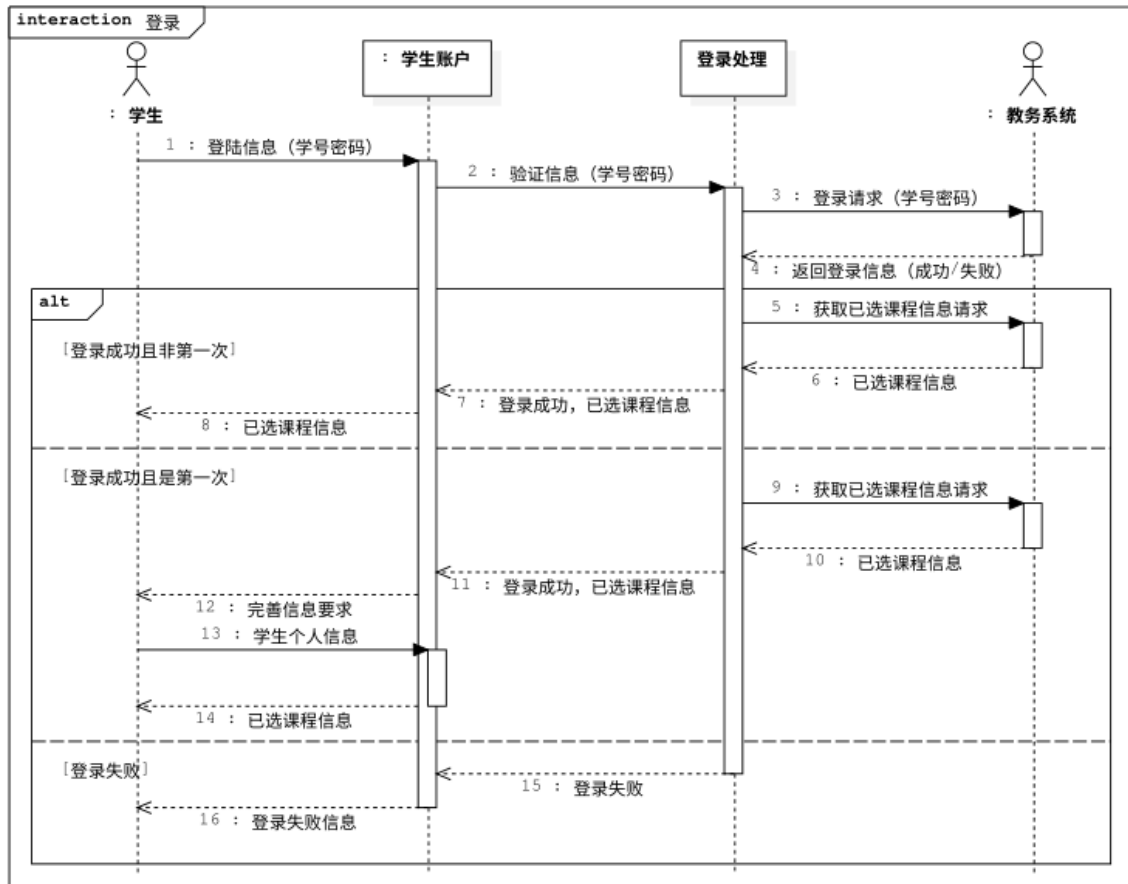 interaction 登录
: 学生账户
登录处理
: 学生
: 教务系统
1 : 登陆信息（学号密码）
2 : 验证信息（学号密码）
3 : 登录请求（学号密码）
4 : 返回登录信息（成功/失败）
alt
5 : 获取已选课程信息请求
[登录成功且非第一次]
6 : 已选课程信息
7 : 登录成功，已选课程信息
8 : 已选课程信息
[登录成功且是第一次]
9 : 获取已选课程信息请求
10 : 已选课程信息
11 : 登录成功，已选课程信息
12 : 完善信息要求
13 : 学生个人信息
14 : 已选课程信息
[登录失败]
15 : 登录失败
16 : 登录失败信息